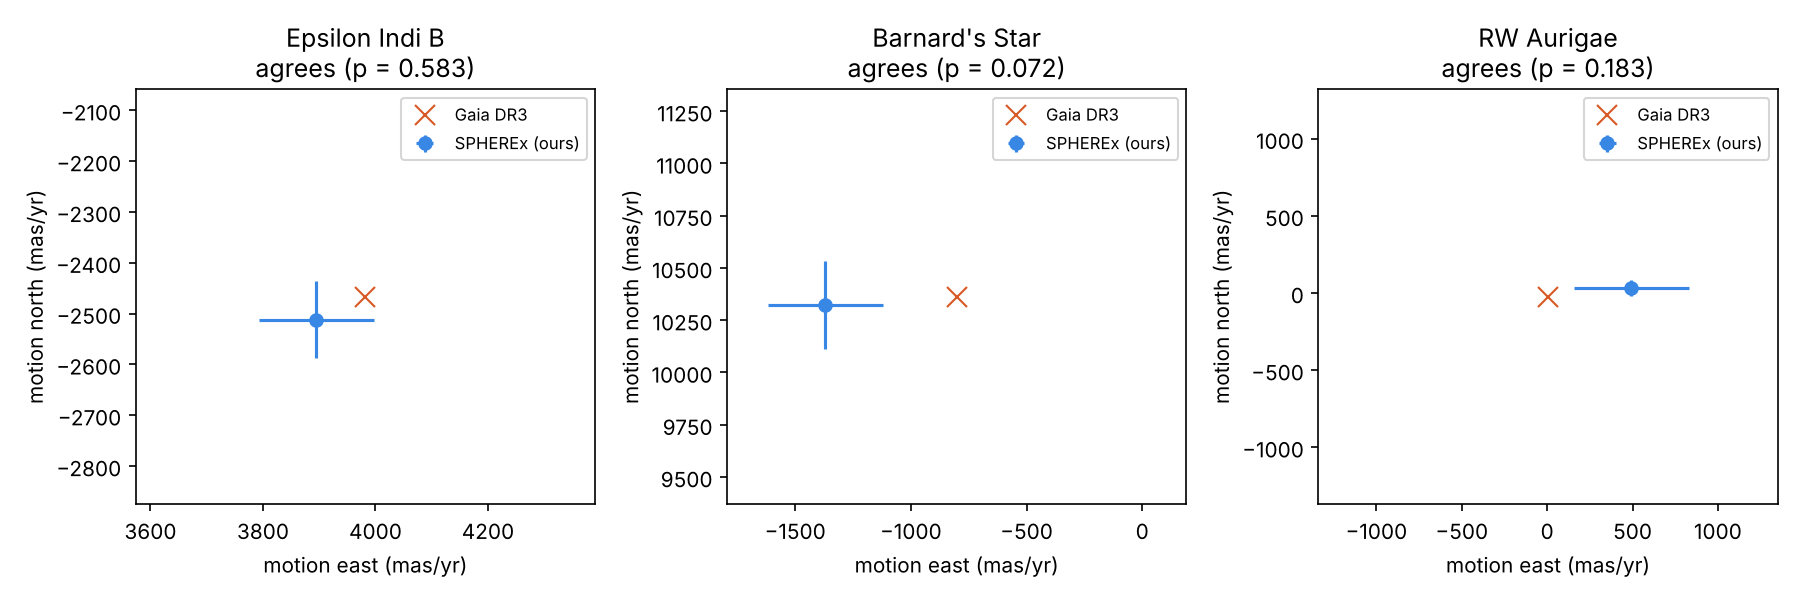 Epsilon Indi B
agrees (p = 0.583)
−2100
−2200
−2300
−2400
−2500
−2600
−2700
−2800
motion north (mas/yr)
Gaia DR3
SPHEREx (ours)
3600
3800
4000
4200
motion east (mas/yr)
Barnard's Star
agrees (p = 0.072)
11250
11000
10750
10500
10250
10000
9750
9500
motion north (mas/yr)
Gaia DR3
SPHEREx (ours)
−1500
−1000
−500
0
motion east (mas/yr)
RW Aurigae
agrees (p = 0.183)
1000
500
0
−500
−1000
motion north (mas/yr)
Gaia DR3
SPHEREx (ours)
−1000
−500
0
500
1000
motion east (mas/yr)